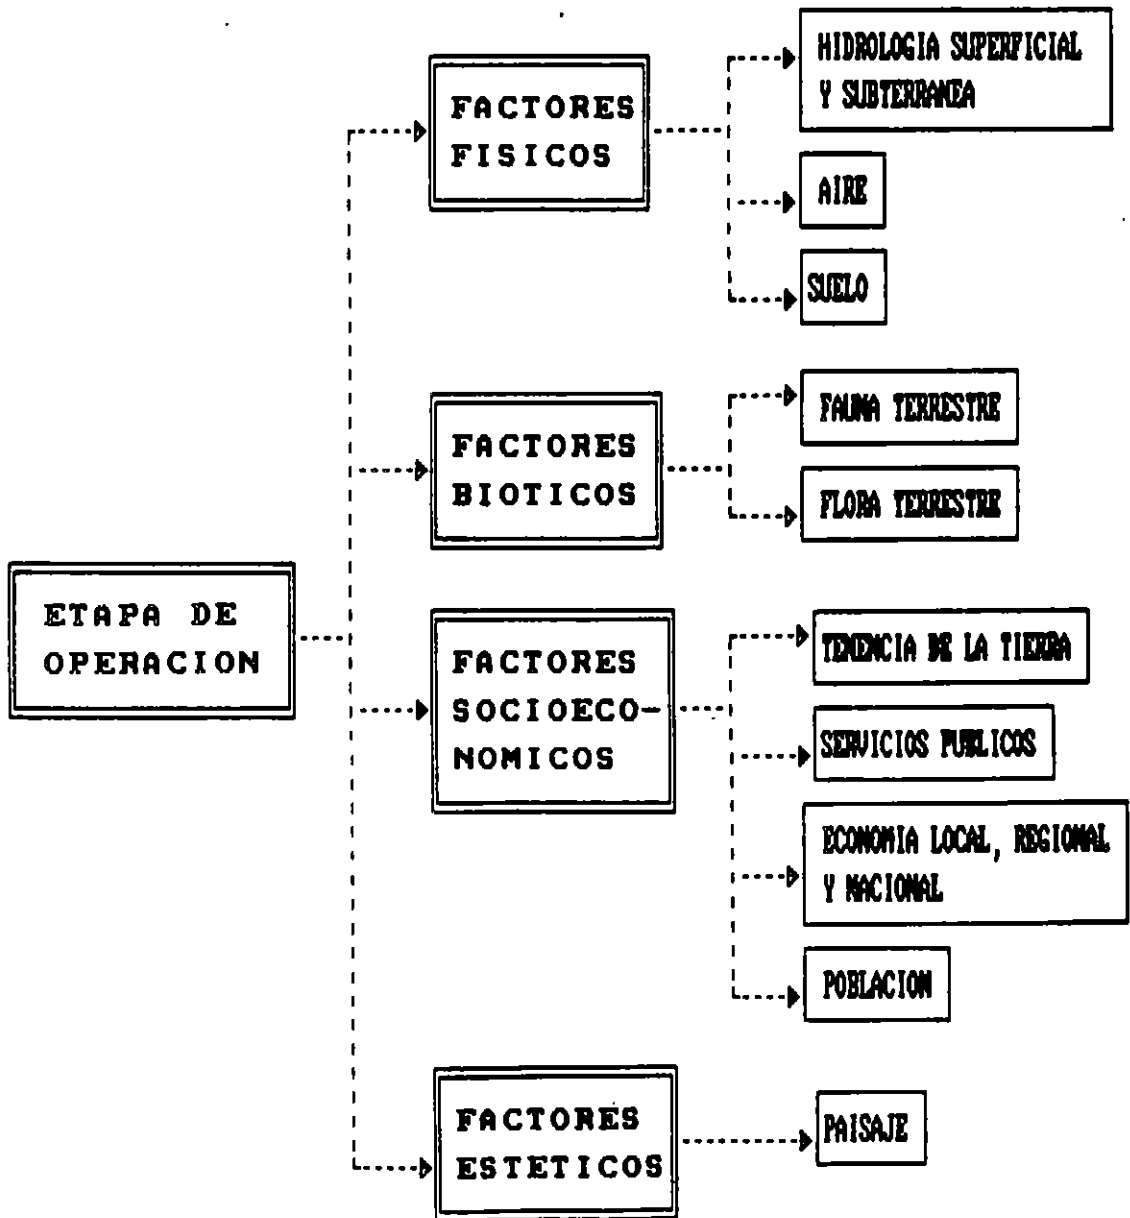 HIDROLOGIA SUPERFICIAL
Y SUBTERRANEA
FACTORES
FISICOS
AIRE
SUELO
FAUNA TERRESTRE
FACTORES
BIOTICOS
FLORA TERRESTRE
ETAPA DE
OPERACION
FACTORES
SOCIOECO-
NOMICOS
TENENCIA DE LA TIERRA
SERVICIOS PUBLICOS
ECONOMIA LOCAL, REGIONAL
Y NACIONAL
POBLACION
FACTORES
ESTETICOS
PAISAJE